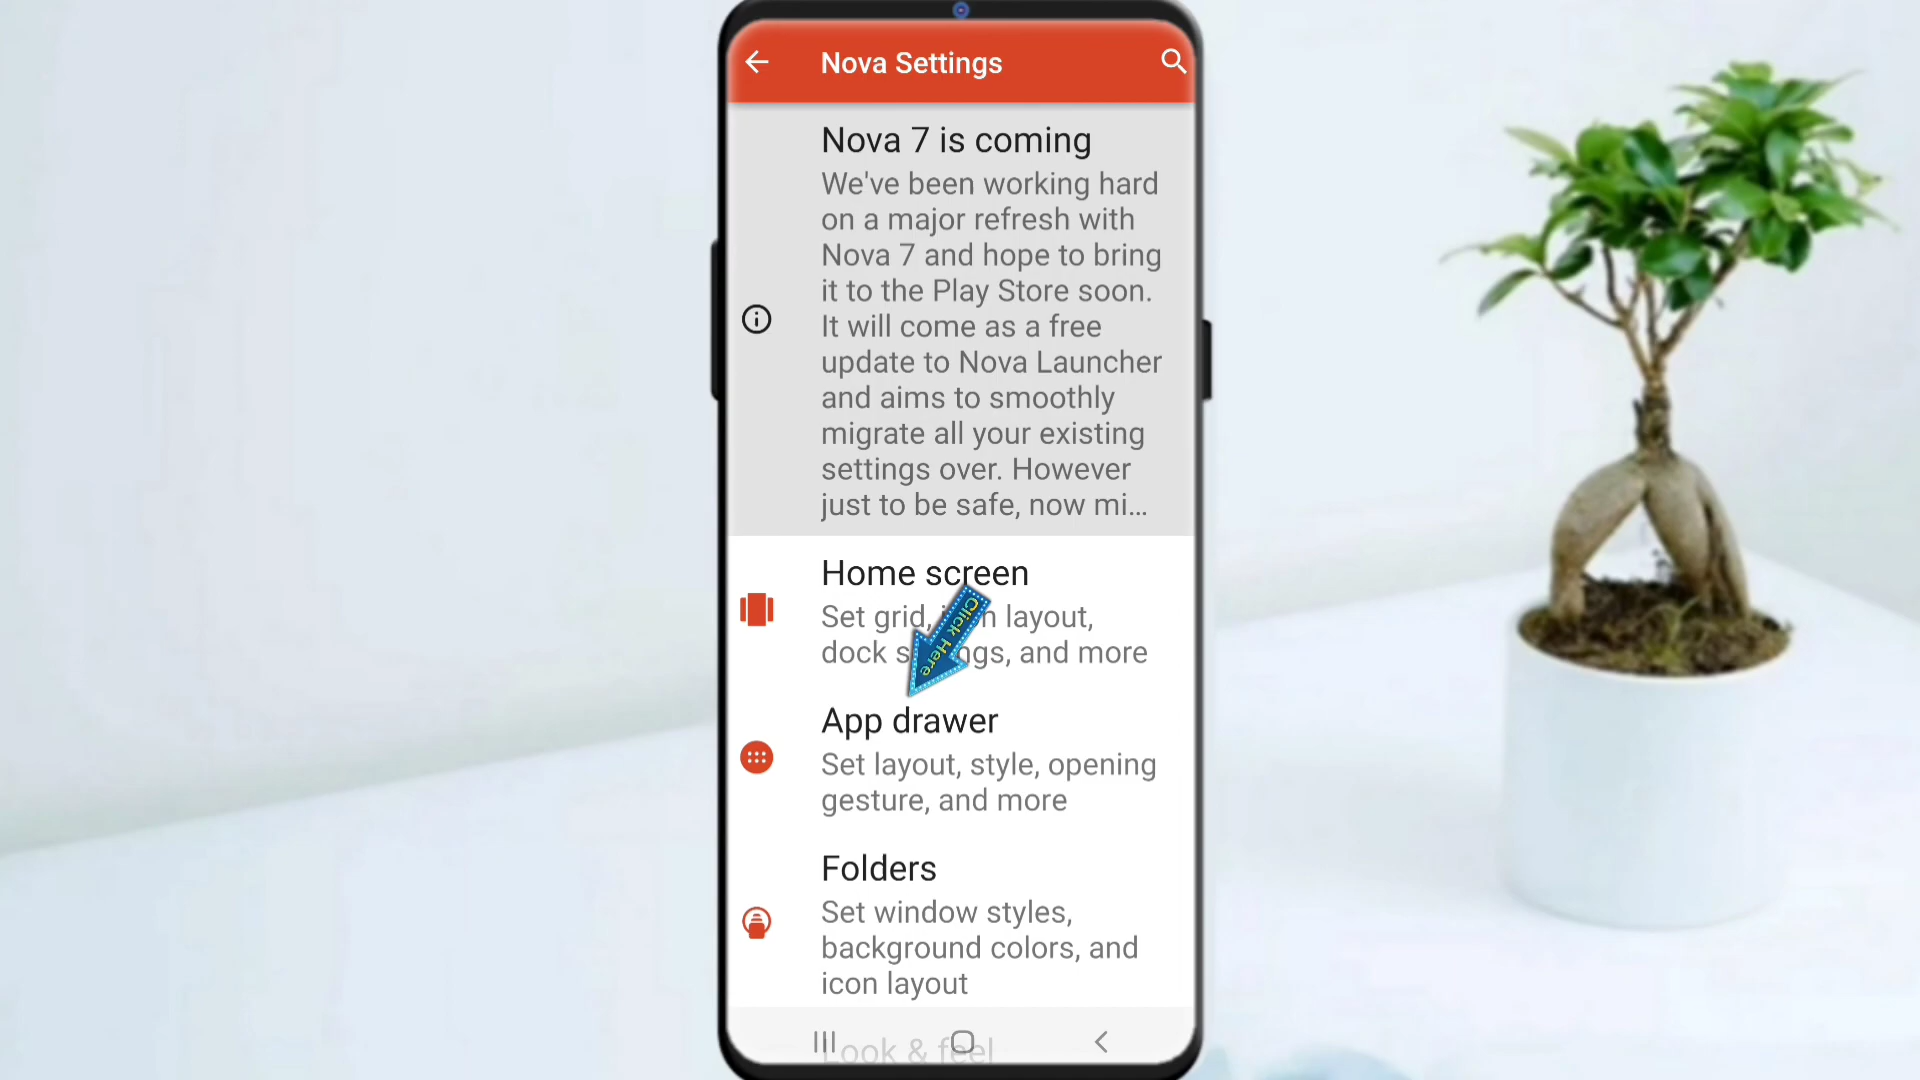 Nova Settings
Nova 7 is coming
We've been working hard
on a major refresh with
Nova 7 and hope to bring
it to the Play Store soon.
It will come as a free
update to Nova Launcher
and aims to smoothly
migrate all your existing
settings over. However
just to be safe, now mi...
Home screen
Set grid, icon layout,
dock settings, and more
Click Here
App drawer
Set layout, style, opening
gesture, and more
Folders
Set window styles,
background colors, and
icon layout
Look & feel